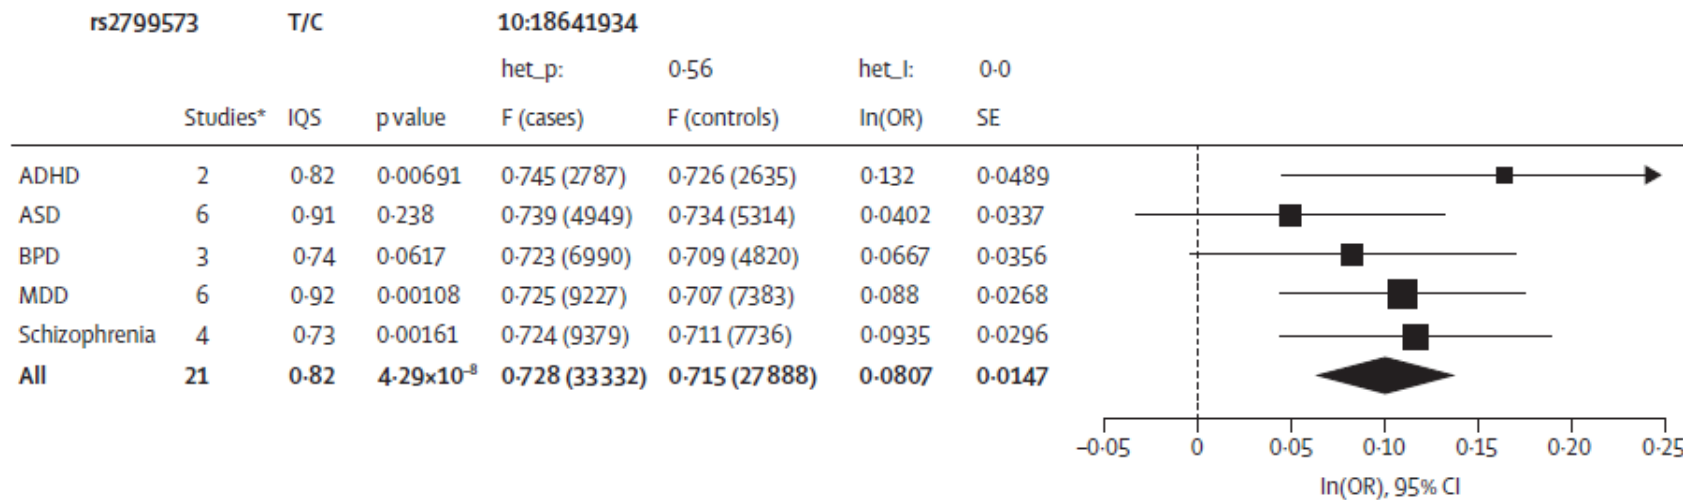 rs2799573 T/C 10:18641934
het_p: 0·56 het_I: 0·0
Studies* IQS p value F (cases) F (controls) ln(OR) SE
ADHD 2 0·82 0·00691 0·745 (2787) 0·726 (2635) 0·132 0·0489
ASD 6 0·91 0·238 0·739 (4949) 0·734 (5314) 0·0402 0·0337
BPD 3 0·74 0·0617 0·723 (6990) 0·709 (4820) 0·0667 0·0356
MDD 6 0·92 0·00108 0·725 (9227) 0·707 (7383) 0·088 0·0268
Schizophrenia 4 0·73 0·00161 0·724 (9379) 0·711 (7736) 0·0935 0·0296
All 21 0·82 4·29×10⁻⁸ 0·728 (33332) 0·715 (27888) 0·0807 0·0147
−0·05 0 0·05 0·10 0·15 0·20 0·25
ln(OR), 95% CI